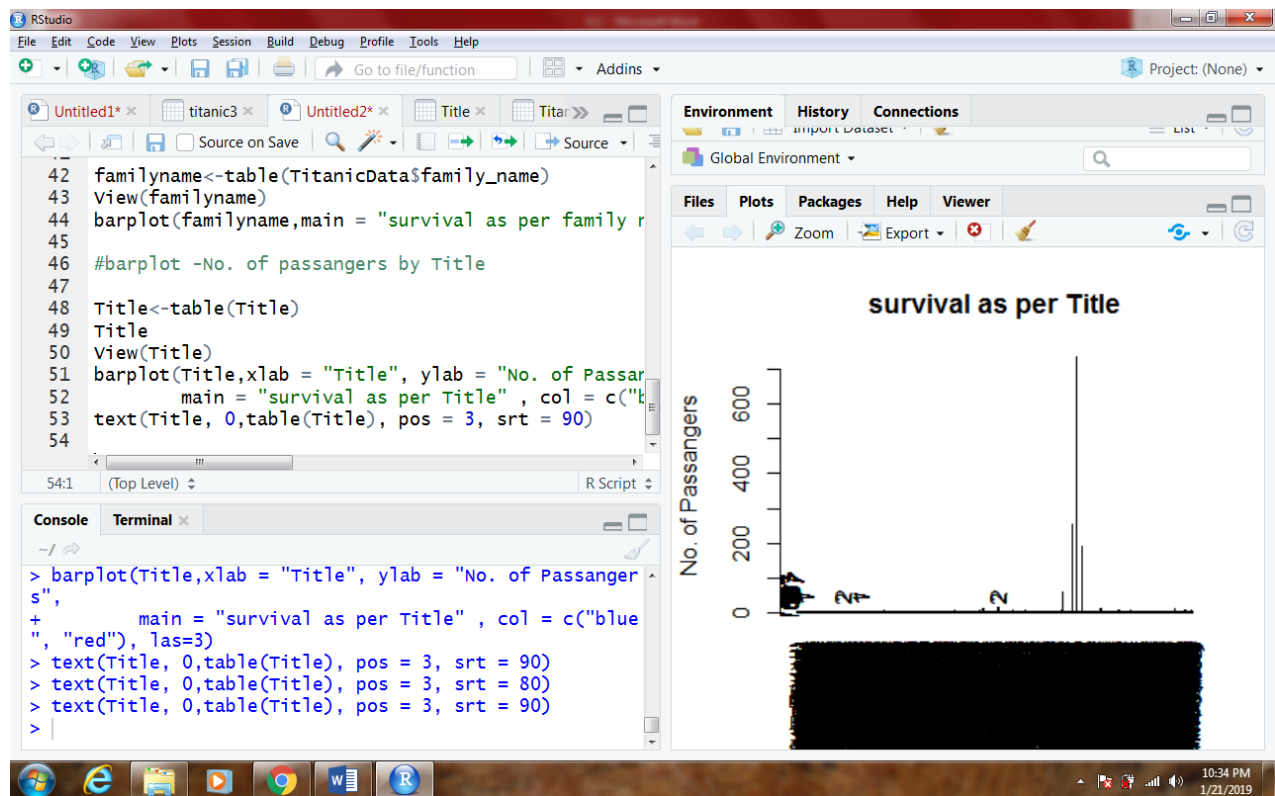 RStudio
File Edit Code View Plots Session Build Debug Profile Tools Help
Go to file/function Addins Project: (None)
Untitled1* titanic3 Untitled2* Title Titan
Source on Save Source
42 familyname<-table(TitanicData$family_name)
43 View(familyname)
44 barplot(familyname,main = "survival as per family
45
46 #barplot -No. of passangers by Title
47
48 Title<-table(Title)
49 Title
50 View(Title)
51 barplot(Title,xlab = "Title", ylab = "No. of Passan
52 main = "survival as per Title" , col = c("b
53 text(Title, 0,table(Title), pos = 3, srt = 90)
54
54:1 (Top Level) R Script
Console Terminal
~/
> barplot(Title,xlab = "Title", ylab = "No. of Passanger
s",
+ main = "survival as per Title" , col = c("blue
", "red"), las=3)
> text(Title, 0,table(Title), pos = 3, srt = 90)
> text(Title, 0,table(Title), pos = 3, srt = 80)
> text(Title, 0,table(Title), pos = 3, srt = 90)
>
Environment History Connections
Import Dataset List
Global Environment
Files Plots Packages Help Viewer
Zoom Export
survival as per Title
No. of Passangers
600
400
200
0
10:34 PM
1/21/2019